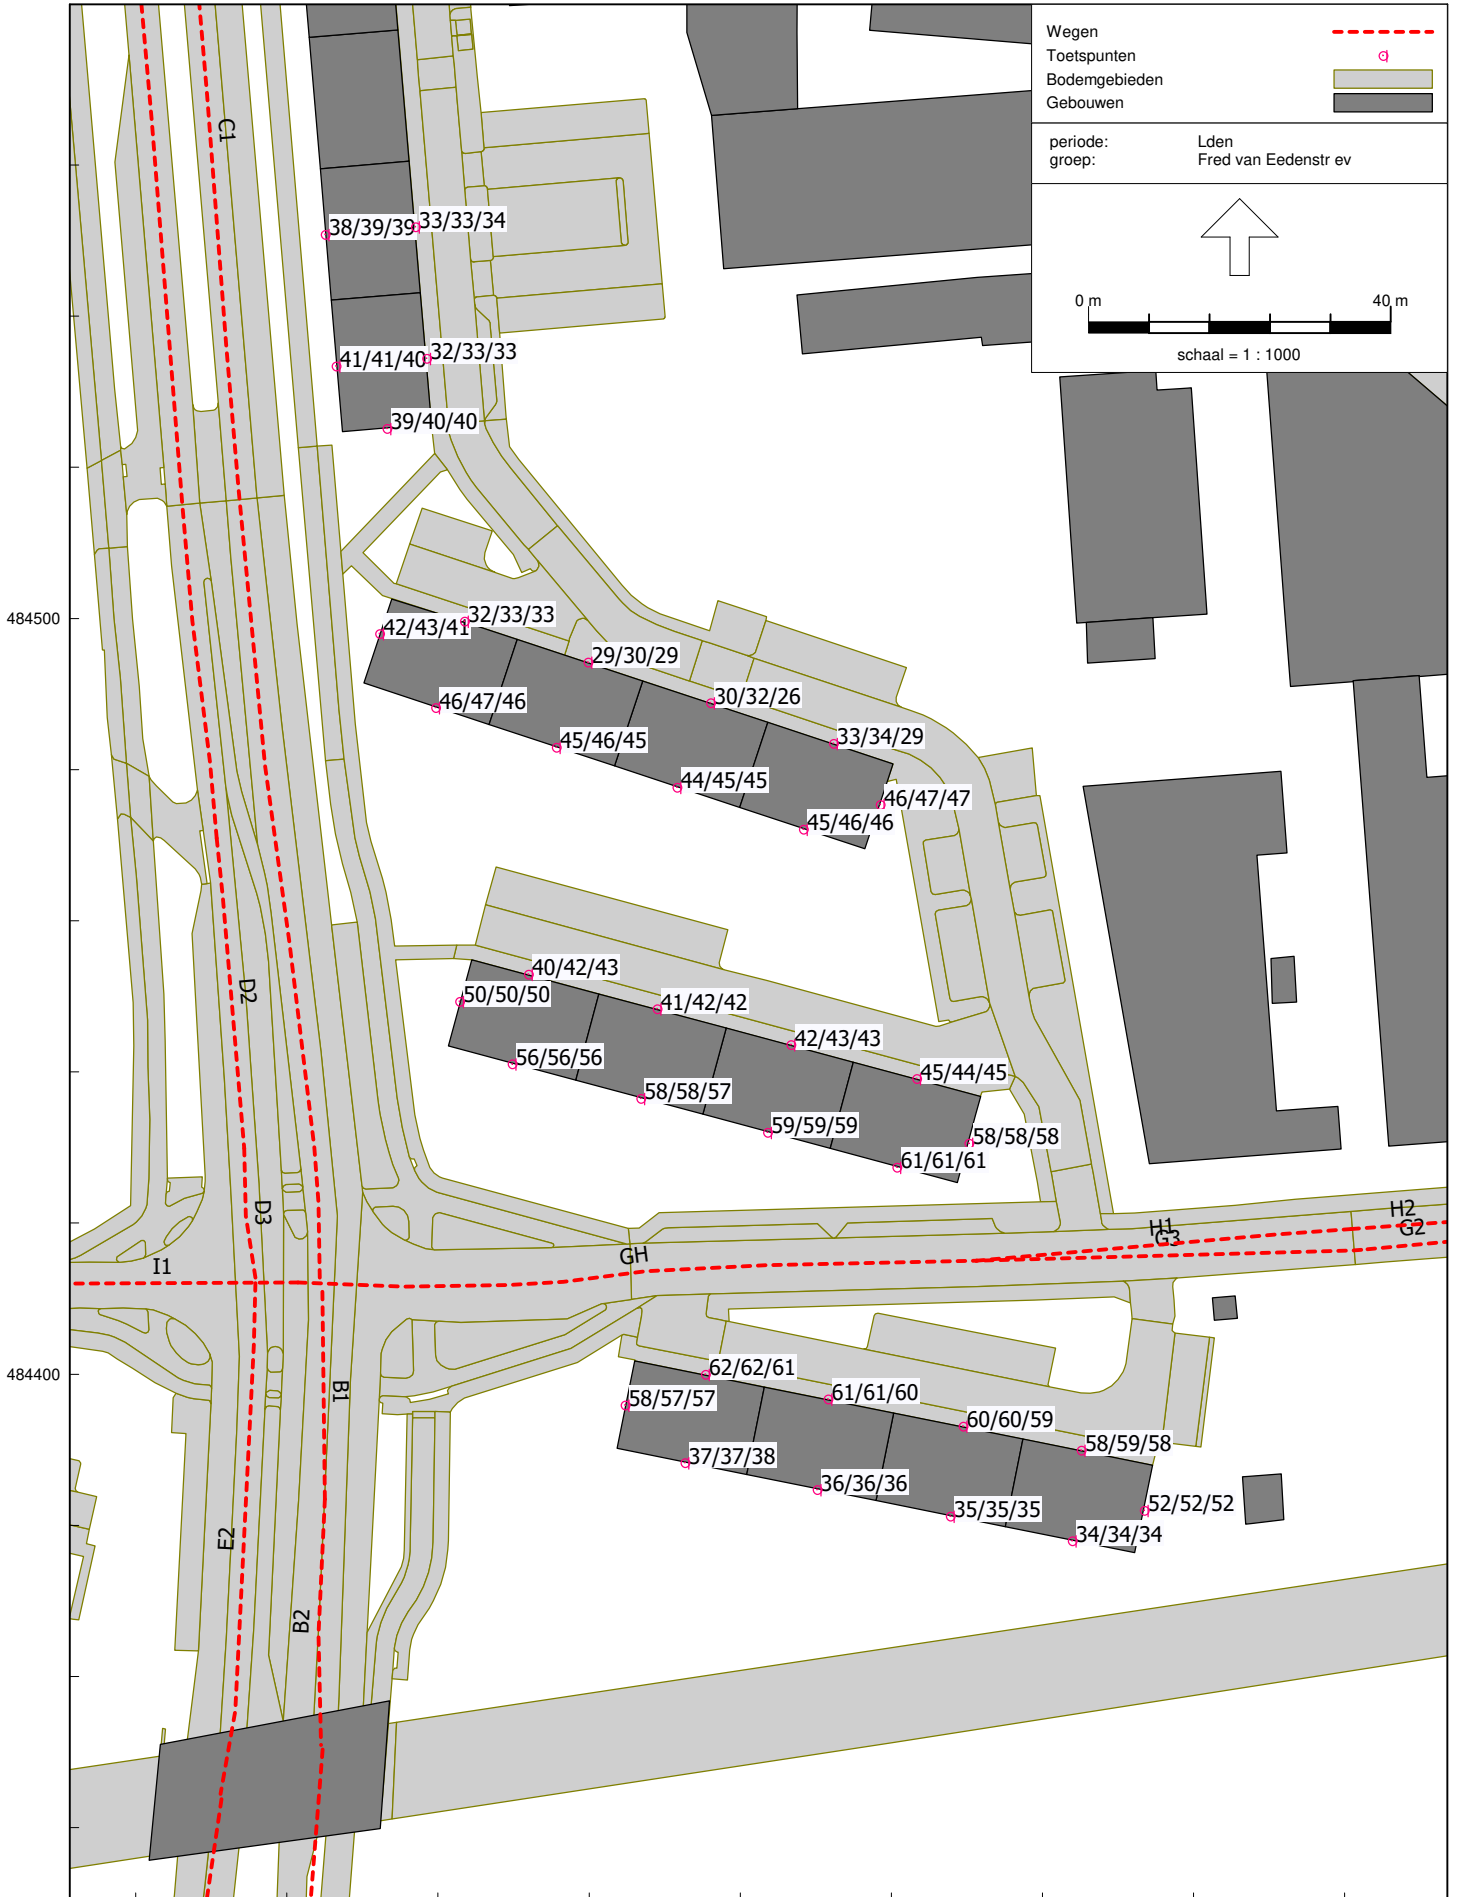 Wegen
Toetspunten
Bodemgebieden
Gebouwen
periode: Lden
groep: Fred van Eedenstr ev
0 m 40 m
schaal = 1 : 1000
C1
38/39/39
33/33/34
41/41/40
32/33/33
39/40/40
484500
42/43/41
32/33/33
29/30/29
30/32/26
33/34/29
46/47/46
45/46/45
44/45/45
45/46/46
46/47/47
D2
40/42/43
50/50/50
41/42/42
42/43/43
45/44/45
56/56/56
58/58/57
59/59/59
58/58/58
61/61/61
D3
I1
GH
H1
G3
H2
G2
484400
B1
62/62/61
58/57/57
61/61/60
60/60/59
58/59/58
37/37/38
36/36/36
35/35/35
52/52/52
34/34/34
E2
B2